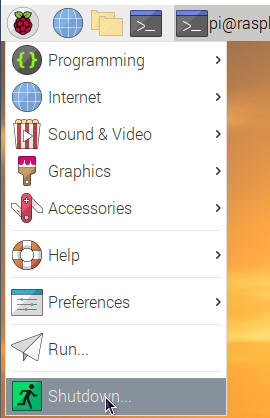 pi@rasp
Programming
Internet
Sound & Video
Graphics
Accessories
Help
Preferences
Run...
Shutdown...